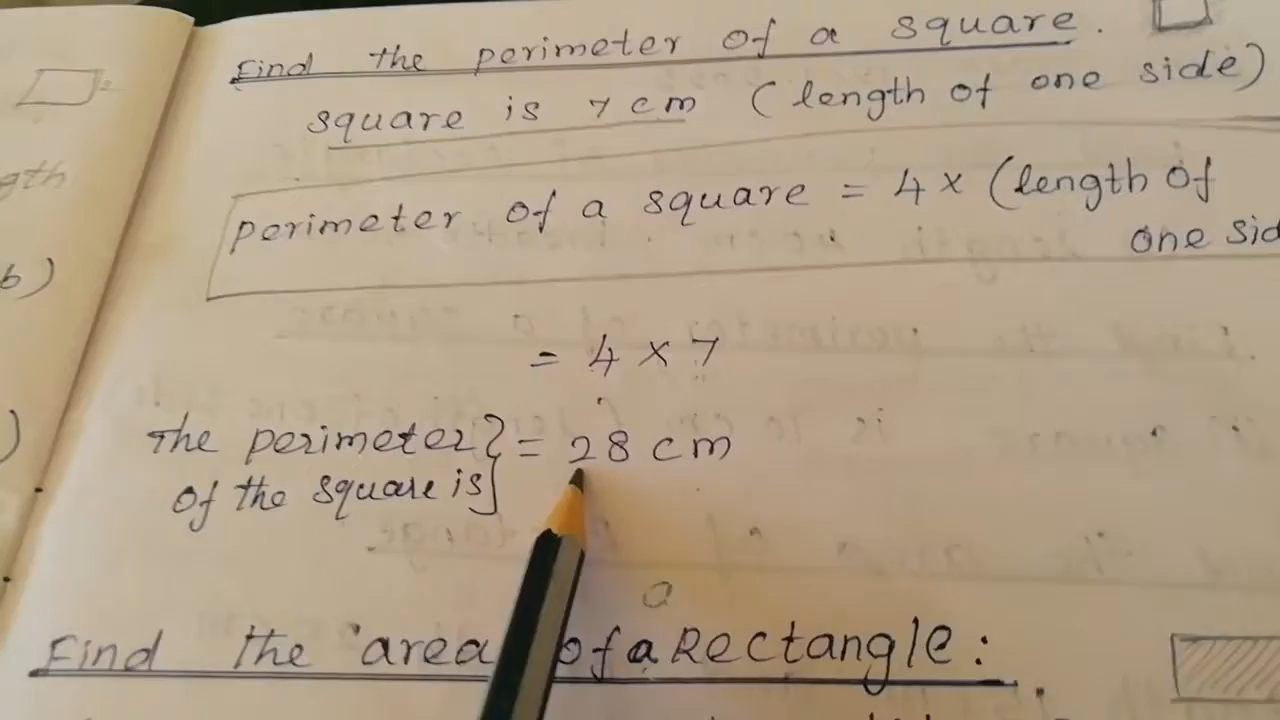 Find the perimeter of a square.
square is 7 cm (length of one side)
perimeter of a square = 4 × (length of
one sid
= 4 × 7
The perimeter } = 28 cm
of the square is
a
Find the area of a Rectangle:
gth
b)
)